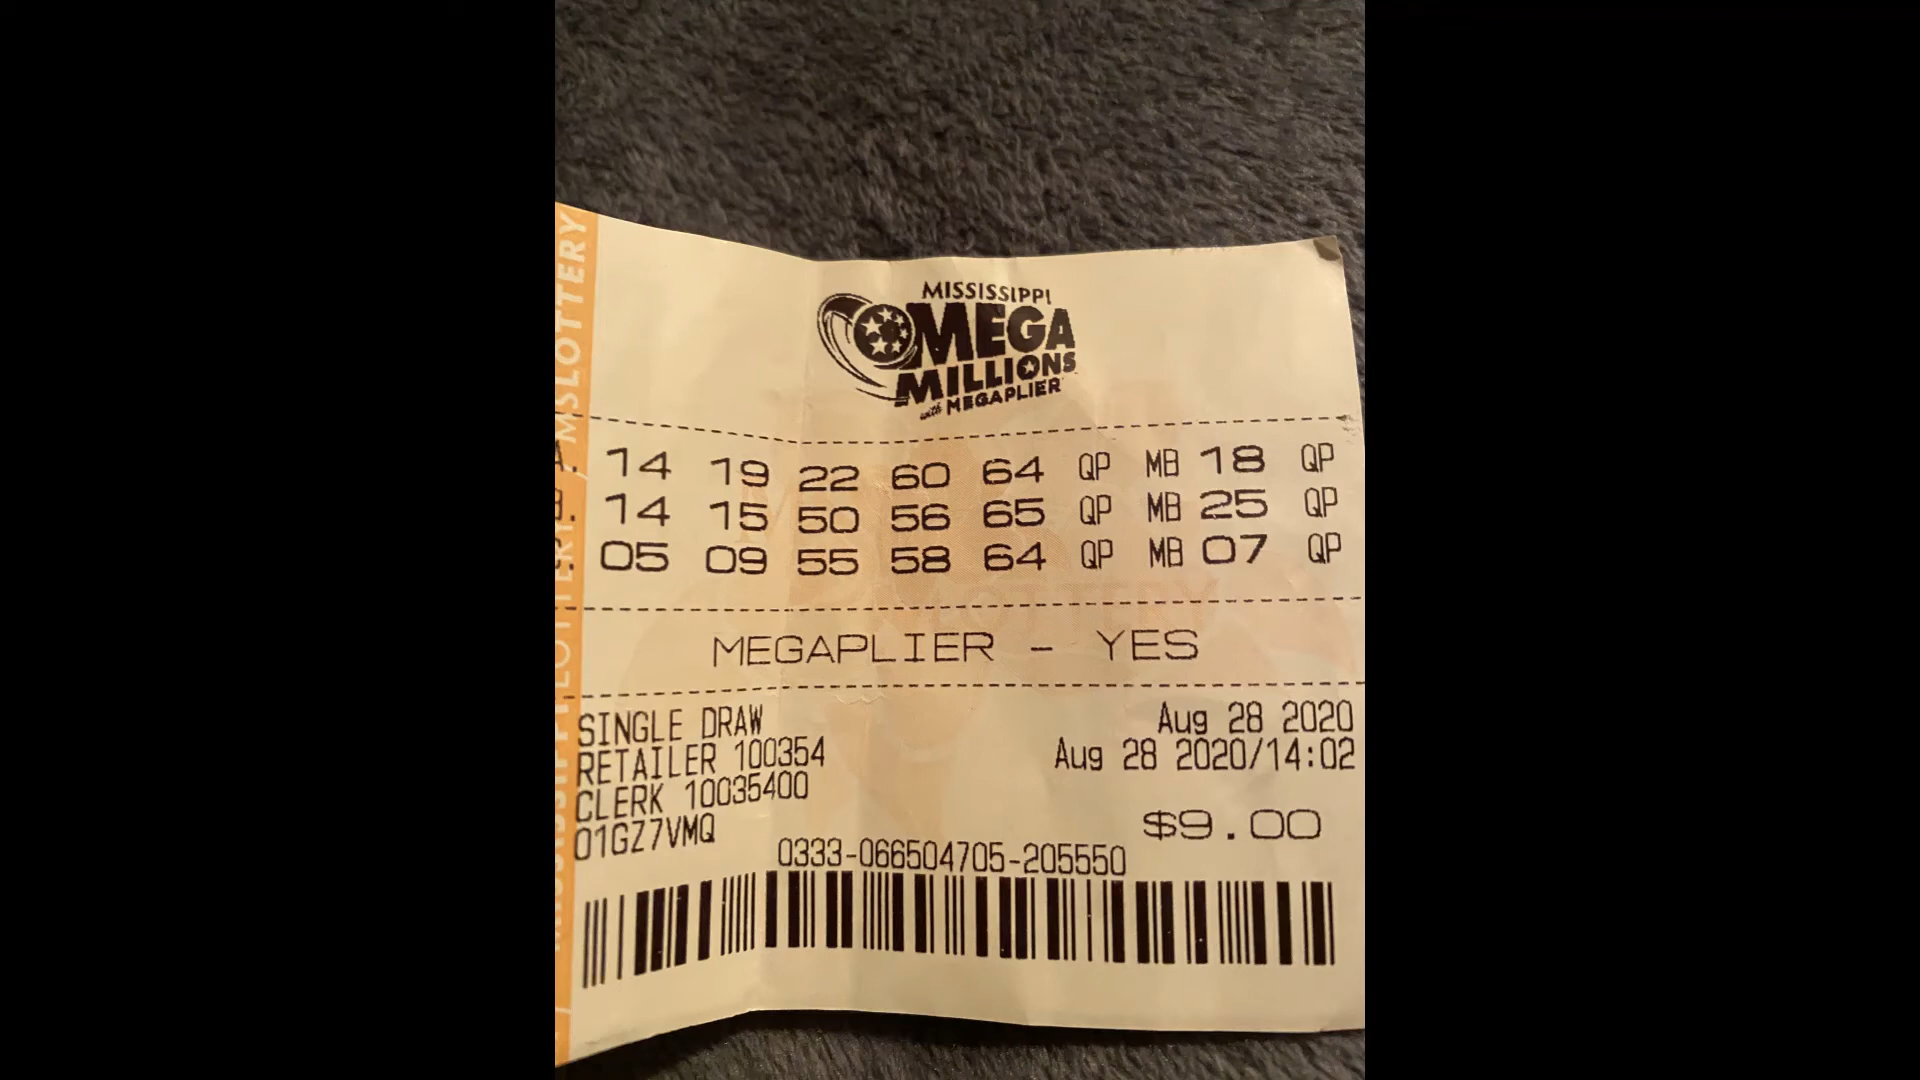 MSLOTTERY
MISSISSIPPI
MEGA
MILLIONS
with MEGAPLIER
A. 14 19 22 60 64 QP MB 18 QP
14 15 50 56 65 QP MB 25 QP
05 09 55 58 64 QP MB 07 QP
LOTTERY
MEGAPLIER - YES
SINGLE DRAW Aug 28 2020
RETAILER 100354 Aug 28 2020/14:02
CLERK 10035400
01GZ7VMQ $9.00
0333-066504705-205550